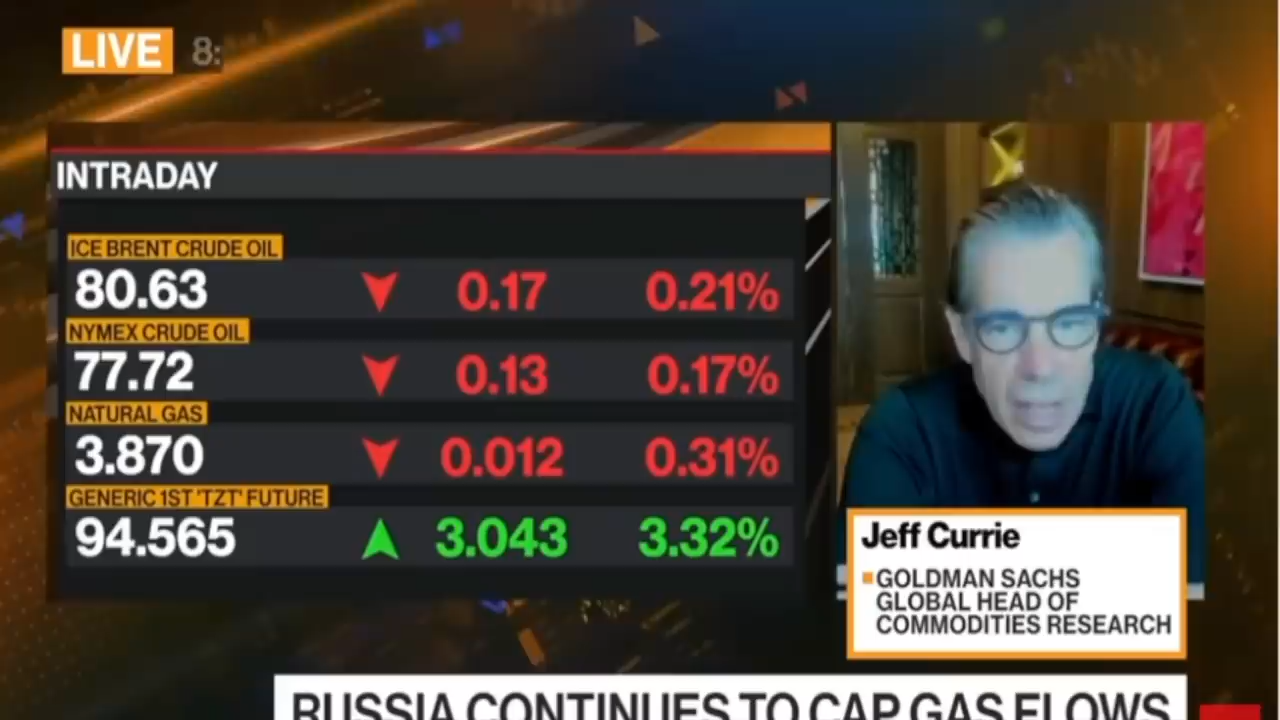 LIVE 8:
INTRADAY
ICE BRENT CRUDE OIL
80.63 0.17 0.21%
NYMEX CRUDE OIL
77.72 0.13 0.17%
NATURAL GAS
3.870 0.012 0.31%
GENERIC 1ST 'TZT' FUTURE
94.565 3.043 3.32%
Jeff Currie
GOLDMAN SACHS
GLOBAL HEAD OF
COMMODITIES RESEARCH
RUSSIA CONTINUES TO CAP GAS FLOWS